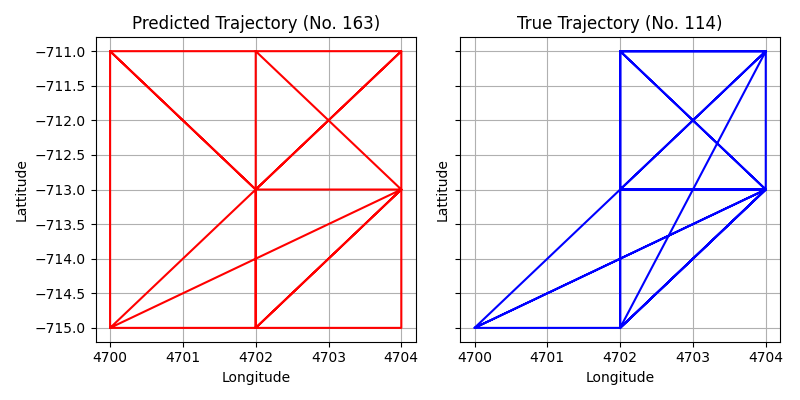 Predicted Trajectory (No. 163)
−711.0
−711.5
−712.0
−712.5
−713.0
−713.5
−714.0
−714.5
−715.0
Lattitude
4700 4701 4702 4703 4704
Longitude
True Trajectory (No. 114)
Lattitude
4700 4701 4702 4703 4704
Longitude